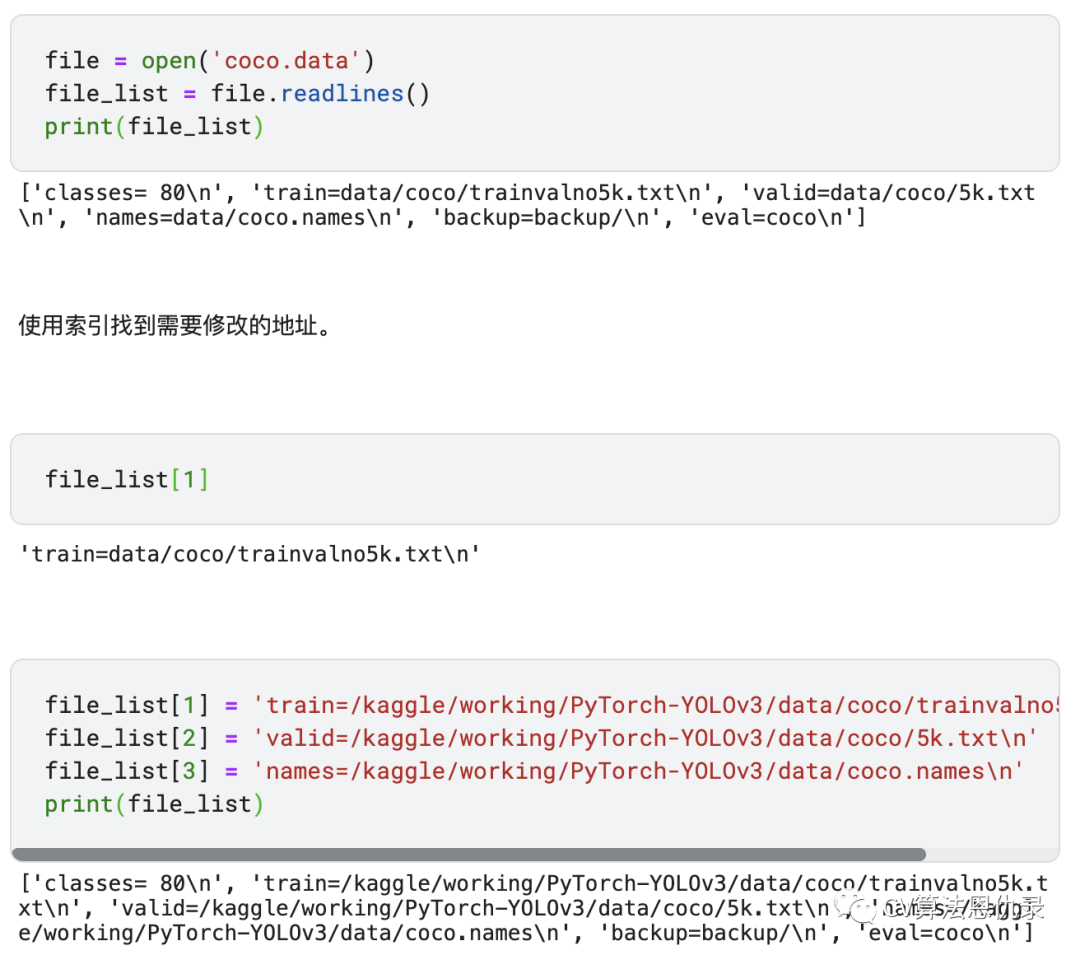 file = open('coco.data')
file_list = file.readlines()
print(file_list)
['classes= 80\n', 'train=data/coco/trainvalno5k.txt\n', 'valid=data/coco/5k.txt
\n', 'names=data/coco.names\n', 'backup=backup/\n', 'eval=coco\n']
使用索引找到需要修改的地址。
file_list[1]
'train=data/coco/trainvalno5k.txt\n'
file_list[1] = 'train=/kaggle/working/PyTorch-YOLOv3/data/coco/trainvalno5
file_list[2] = 'valid=/kaggle/working/PyTorch-YOLOv3/data/coco/5k.txt\n'
file_list[3] = 'names=/kaggle/working/PyTorch-YOLOv3/data/coco.names\n'
print(file_list)
['classes= 80\n', 'train=/kaggle/working/PyTorch-YOLOv3/data/coco/trainvalno5k.t
xt\n', 'valid=/kaggle/working/PyTorch-YOLOv3/data/coco/5k.txt\n', 'names=/kaggl
e/working/PyTorch-YOLOv3/data/coco.names\n', 'backup=backup/\n', 'eval=coco\n']
CV算法恩仇录